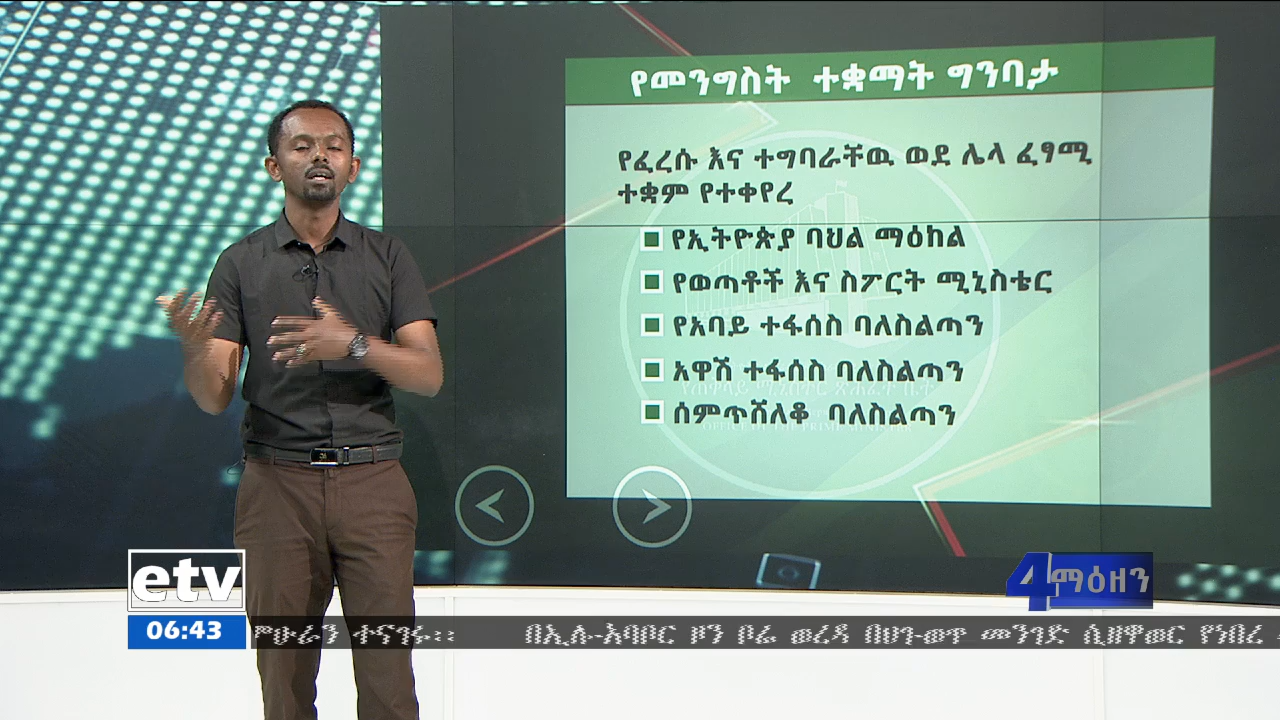 የመንግስት ተቋማት ግንባታ
የፈረሱ እና ተግባራቸዉ ወደ ሌላ ፈፃሚ
ተቋም የተቀየረ
የኢትዮጵያ ባህል ማዕከል
የወጣቶች እና ስፖርት ሚኒስቴር
የአባይ ተፋሰስ ባለስልጣን
አዋሽ ተፋሰስ ባለስልጣን
ሰምጥሸለቆ ባለስልጣን
etv
4ማዕዘን
06:43
ተናገሩ፡፡ በኢሉ-አባቦር ዞን ቦሬ ወረዳ በህገ-ወጥ መንገድ ሲዘዋወር የነበረ